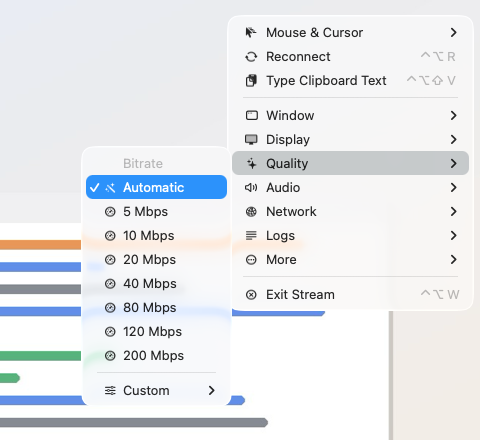 Mouse & Cursor
Reconnect ⌃⌥R
Type Clipboard Text ⌃⌥⇧V
Window
Display
Quality
Audio
Network
Logs
More
Exit Stream ⌃⌥W
Bitrate
Automatic
5 Mbps
10 Mbps
20 Mbps
40 Mbps
80 Mbps
120 Mbps
200 Mbps
Custom